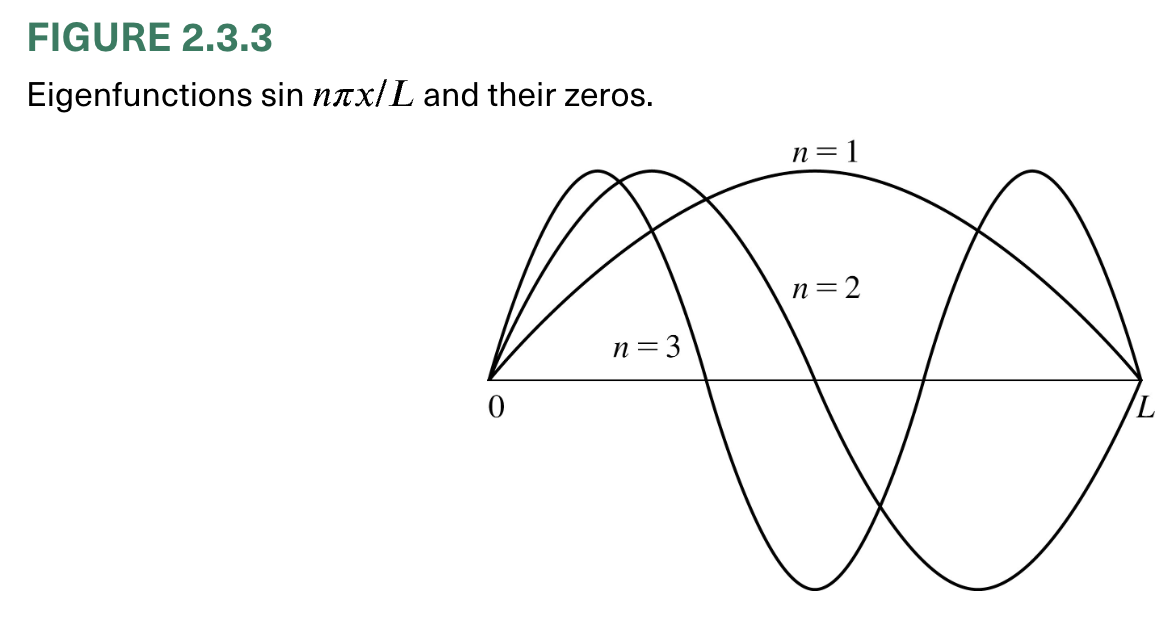 FIGURE 2.3.3
Eigenfunctions sin nπx/L and their zeros.
n = 1
n = 2
n = 3
0
L